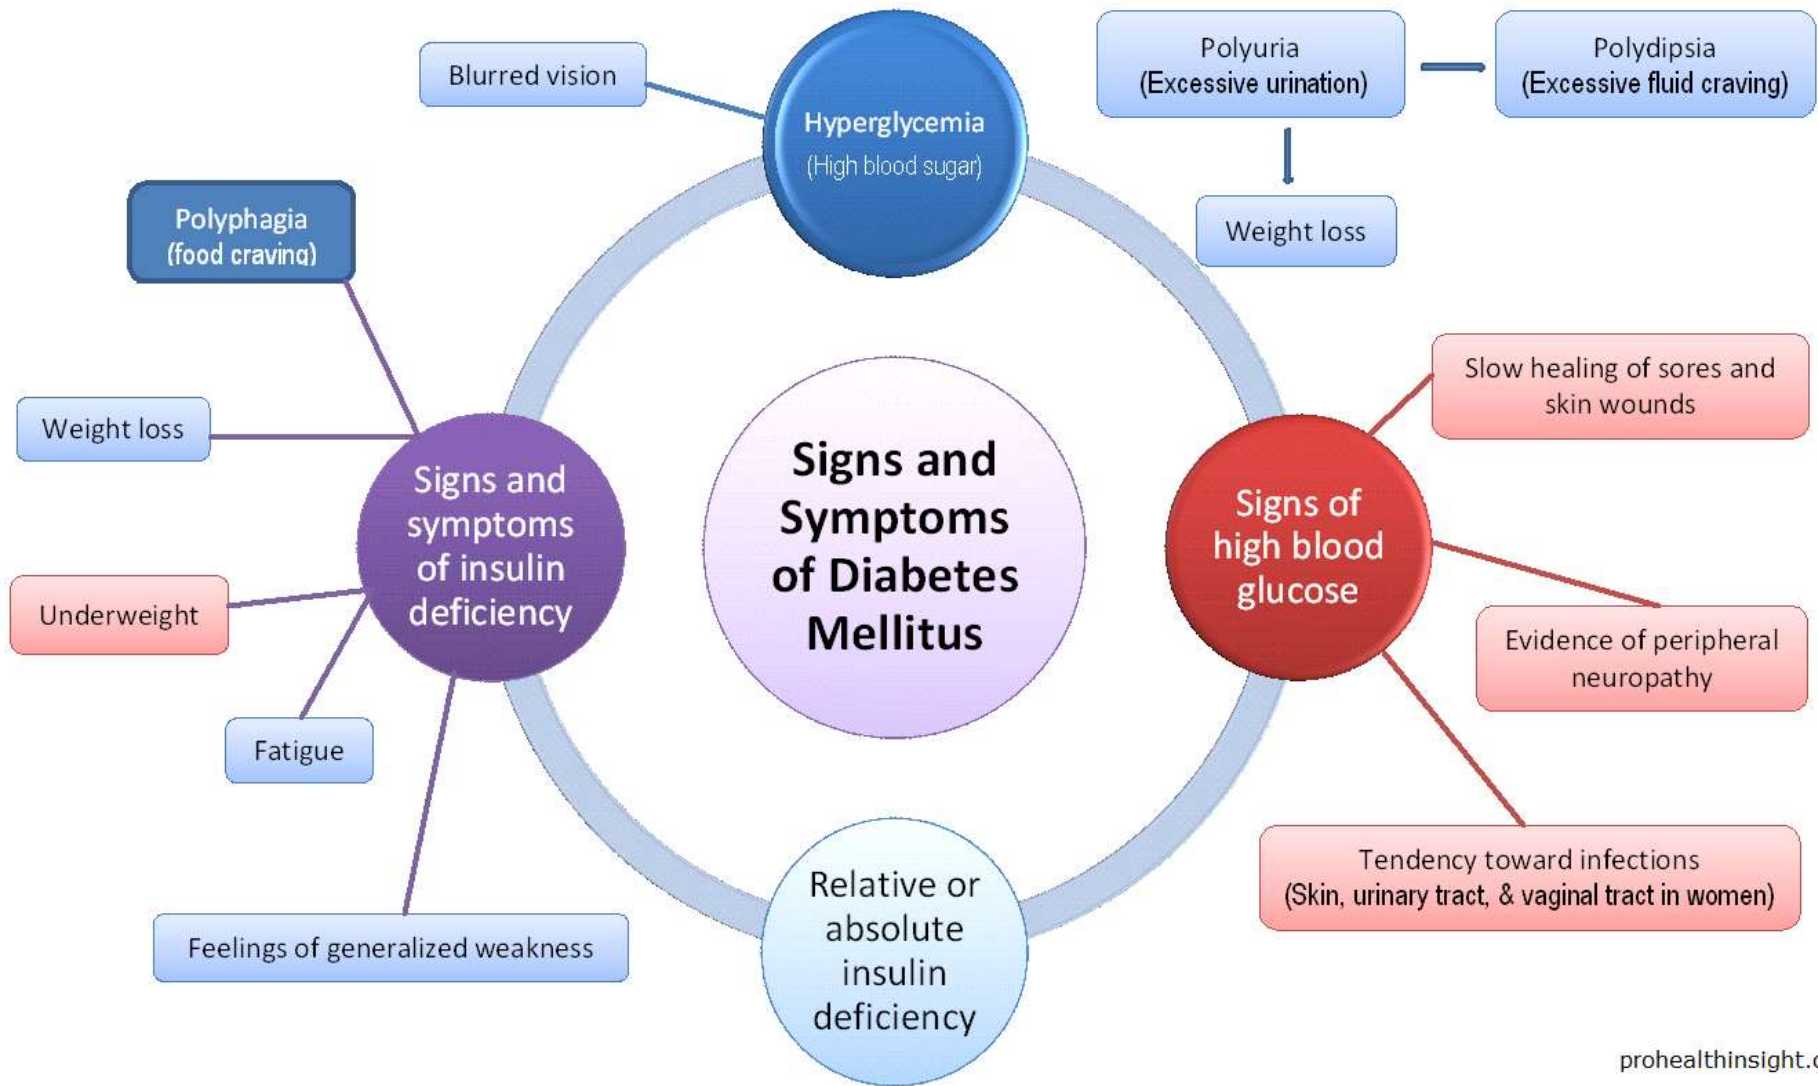 Blurred vision
Hyperglycemia
(High blood sugar)
Polyuria
(Excessive urination)
Polydipsia
(Excessive fluid craving)
Weight loss
Polyphagia
(food craving)
Weight loss
Underweight
Fatigue
Feelings of generalized weakness
Signs and
symptoms
of insulin
deficiency
Signs and
Symptoms
of Diabetes
Mellitus
Signs of
high blood
glucose
Slow healing of sores and
skin wounds
Evidence of peripheral
neuropathy
Tendency toward infections
(Skin, urinary tract, & vaginal tract in women)
Relative or
absolute
insulin
deficiency
prohealthinsight.c